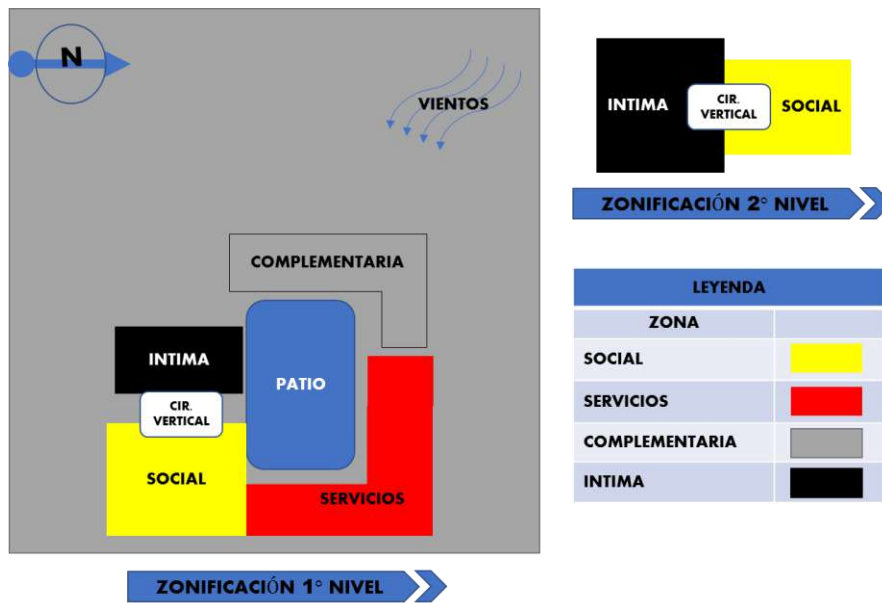 N
VIENTOS
COMPLEMENTARIA
INTIMA
PATIO
CIR.
VERTICAL
SOCIAL
SERVICIOS
ZONIFICACIÓN 1° NIVEL
INTIMA
CIR.
VERTICAL
SOCIAL
ZONIFICACIÓN 2° NIVEL
LEYENDA
ZONA
SOCIAL
SERVICIOS
COMPLEMENTARIA
INTIMA